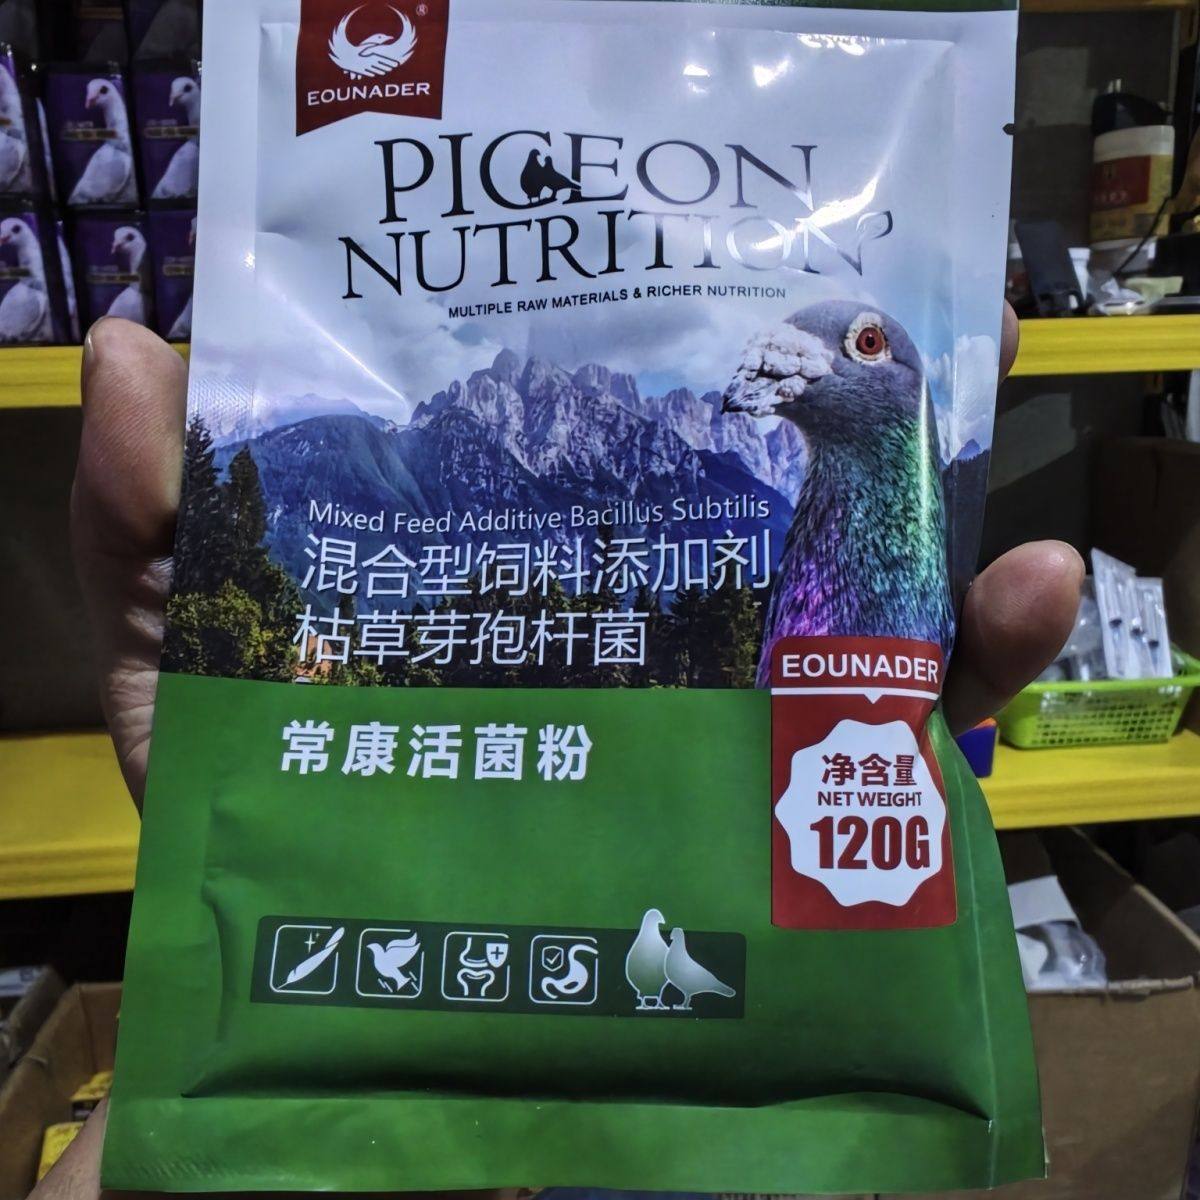 ®
EOUNADER
PIGEON
NUTRITION
MULTIPLE RAW MATERIALS & RICHER NUTRITION
Mixed Feed Additive Bacillus Subtilis
混合型饲料添加剂
枯草芽孢杆菌
常康活菌粉
EOUNADER
净含量
NET WEIGHT
120G